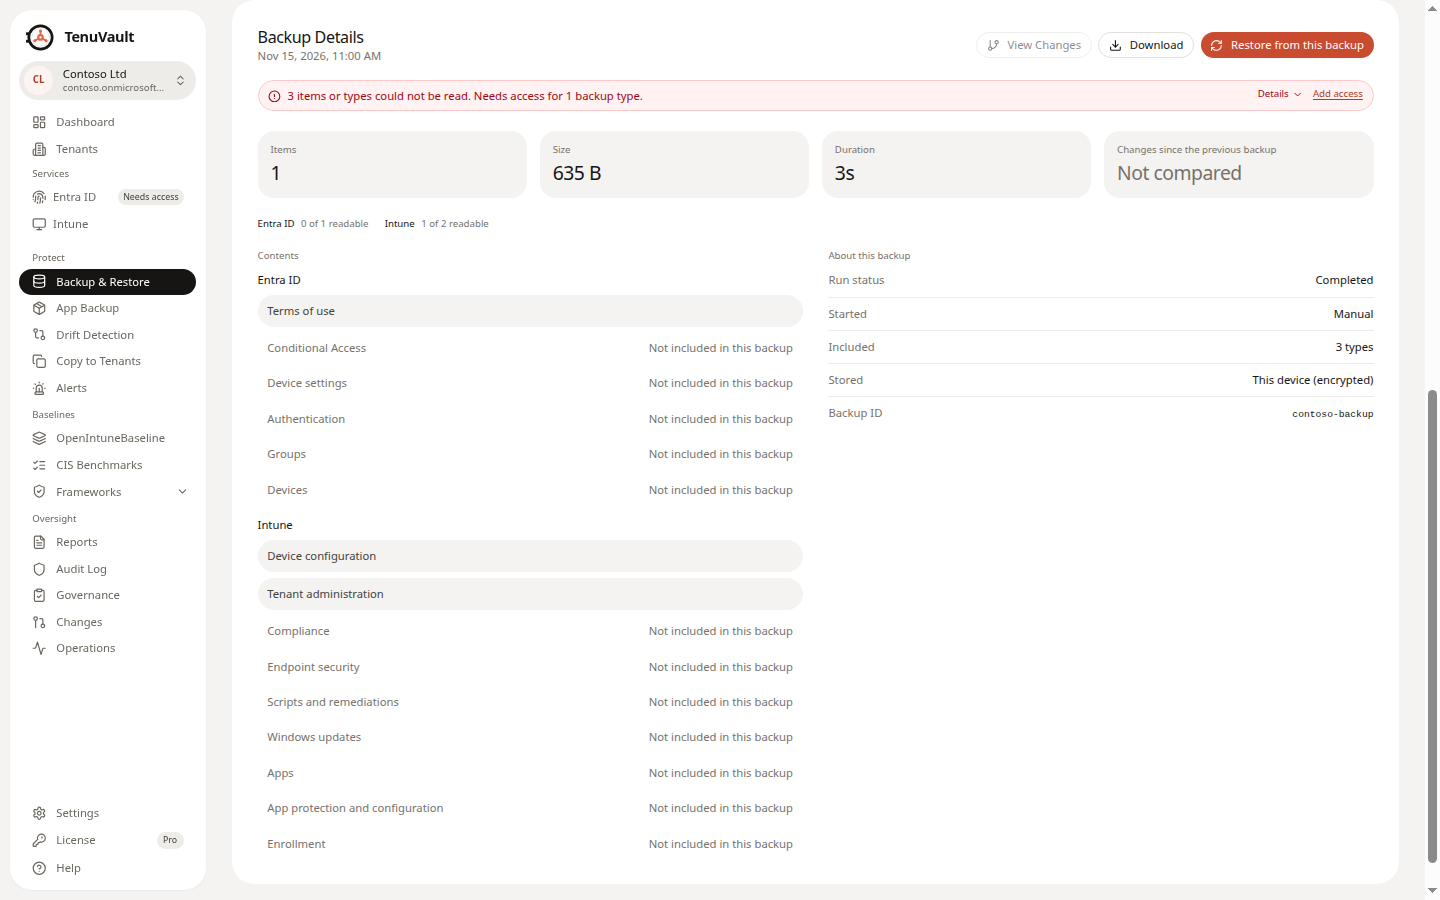 TenuVault
CL
Contoso Ltd
contoso.onmicrosoft...
Dashboard
Tenants
Services
Entra ID Needs access
Intune
Protect
Backup & Restore
App Backup
Drift Detection
Copy to Tenants
Alerts
Baselines
OpenIntuneBaseline
CIS Benchmarks
Frameworks
Oversight
Reports
Audit Log
Governance
Changes
Operations
Settings
License Pro
Help
Backup Details
Nov 15, 2026, 11:00 AM
View Changes Download Restore from this backup
3 items or types could not be read. Needs access for 1 backup type. Details Add access
Items
1
Size
635 B
Duration
3s
Changes since the previous backup
Not compared
Entra ID 0 of 1 readable Intune 1 of 2 readable
Contents
Entra ID
Terms of use
Conditional Access Not included in this backup
Device settings Not included in this backup
Authentication Not included in this backup
Groups Not included in this backup
Devices Not included in this backup
Intune
Device configuration
Tenant administration
Compliance Not included in this backup
Endpoint security Not included in this backup
Scripts and remediations Not included in this backup
Windows updates Not included in this backup
Apps Not included in this backup
App protection and configuration Not included in this backup
Enrollment Not included in this backup
About this backup
Run status Completed
Started Manual
Included 3 types
Stored This device (encrypted)
Backup ID contoso-backup